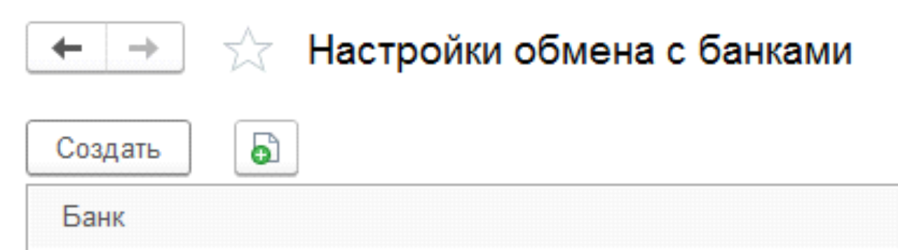 Настройки обмена с банками
Создать
Банк